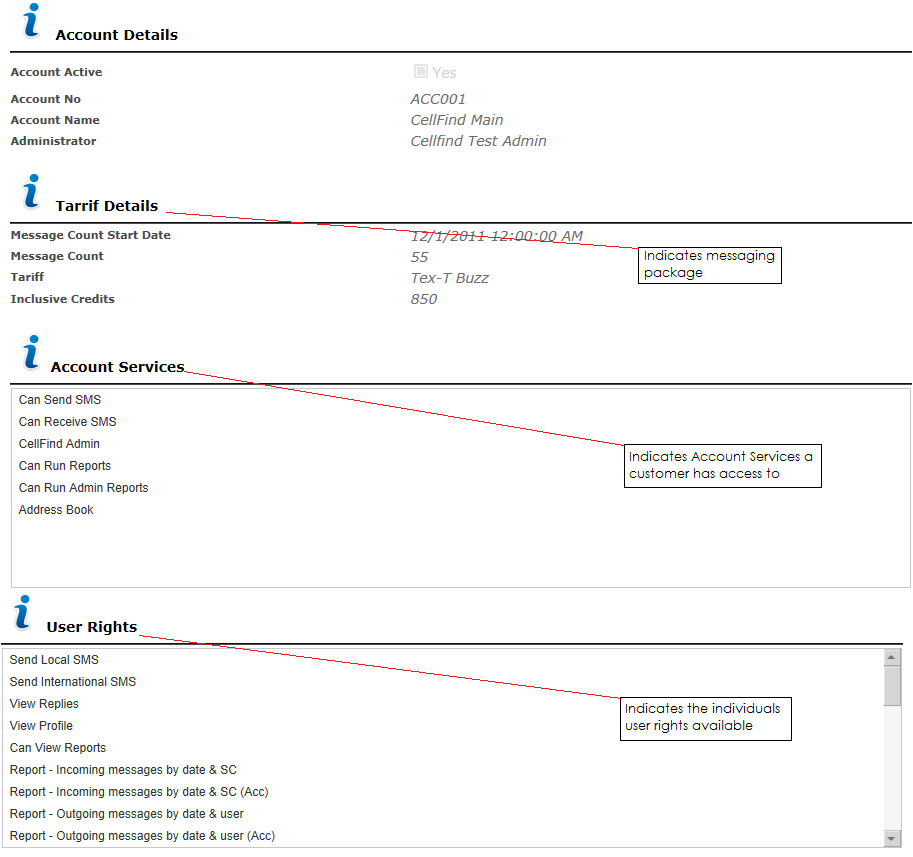 Account Details
Account Active Yes
Account No ACC001
Account Name CellFind Main
Administrator Cellfind Test Admin
Tarrif Details
Message Count Start Date 12/1/2011 12:00:00 AM
Message Count 55
Tariff Tex-T Buzz
Inclusive Credits 850
Indicates messaging
package
Account Services
Can Send SMS
Can Receive SMS
CellFind Admin
Can Run Reports
Can Run Admin Reports
Address Book
Indicates Account Services a
customer has access to
User Rights
Send Local SMS
Send International SMS
View Replies
View Profile
Can View Reports
Report - Incoming messages by date & SC
Report - Incoming messages by date & SC (Acc)
Report - Outgoing messages by date & user
Report - Outgoing messages by date & user (Acc)
Indicates the individuals
user rights available